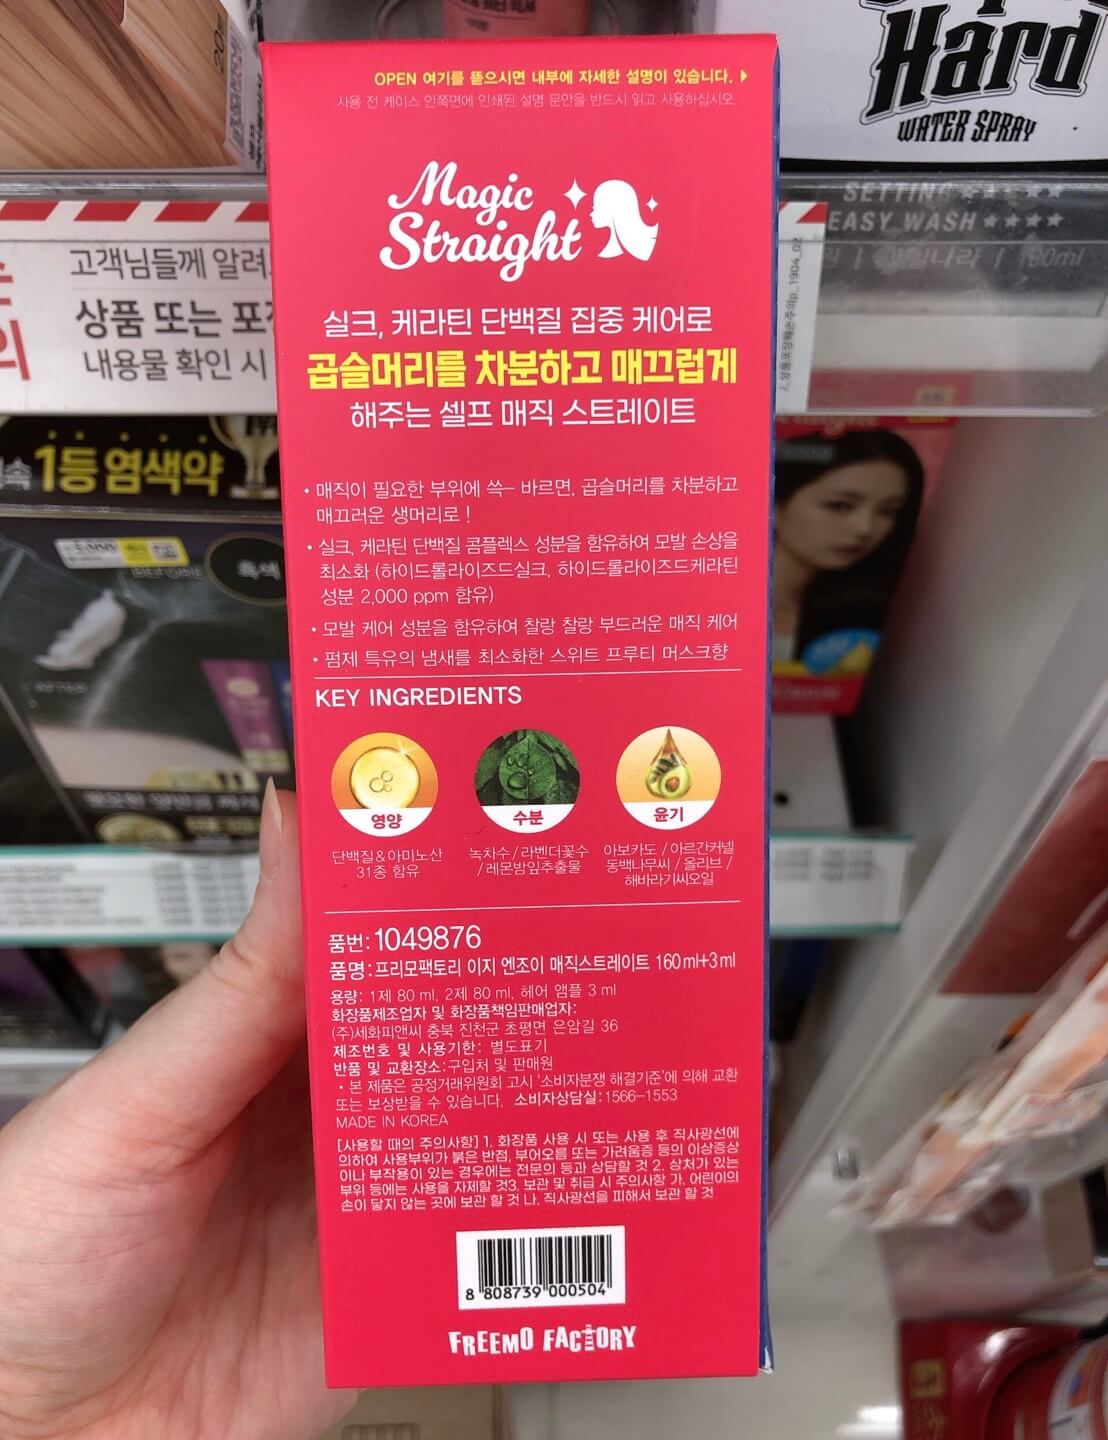 OPEN 여기를 뜯으시면 내부에 자세한 설명이 있습니다.
사용 전 케이스 안쪽면에 인쇄된 설명 문안을 반드시 읽고 사용하십시오.
Magic
Straight
실크, 케라틴 단백질 집중 케어로
곱슬머리를 차분하고 매끄럽게
해주는 셀프 매직 스트레이트
• 매직이 필요한 부위에 쓱- 바르면, 곱슬머리를 차분하고
매끄러운 생머리로 !
• 실크, 케라틴 단백질 콤플렉스 성분을 함유하여 모발 손상을
최소화 (하이드롤라이즈드실크, 하이드롤라이즈드케라틴
성분 2,000 ppm 함유)
• 모발 케어 성분을 함유하여 찰랑 찰랑 부드러운 매직 케어
• 펌제 특유의 냄새를 최소화한 스위트 프루티 머스크향
KEY INGREDIENTS
영양
단백질&아미노산
31종 함유
수분
녹차수 / 라벤더꽃수
/ 레몬밤잎추출물
윤기
아보카도 / 아르간커넬
동백나무씨 / 올리브 /
해바라기씨오일
품번: 1049876
품명: 프리모팩토리 이지 엔조이 매직스트레이트 160ml+3ml
용량: 1제 80 ml, 2제 80 ml, 헤어 앰플 3 ml
화장품제조업자 및 화장품책임판매업자:
(주)세화피앤씨 충북 진천군 초평면 은암길 36
제조번호 및 사용기한: 별도표기
반품 및 교환장소: 구입처 및 판매원
• 본 제품은 공정거래위원회 고시 '소비자분쟁 해결기준'에 의해 교환
또는 보상받을 수 있습니다. 소비자상담실: 1566-1553
MADE IN KOREA
[사용할 때의 주의사항] 1. 화장품 사용 시 또는 사용 후 직사광선에
의하여 사용부위가 붉은 반점, 부어오름 또는 가려움증 등의 이상증상
이나 부작용이 있는 경우에는 전문의 등과 상담할 것 2. 상처가 있는
부위 등에는 사용을 자제할 것3. 보관 및 취급 시 주의사항 가. 어린이의
손이 닿지 않는 곳에 보관 할 것 나. 직사광선을 피해서 보관 할 것
8 808739 000504
FREEMO FACTORY
Hard
WATER SPRAY
SETTING
EASY WASH ★★★★
고객님들께 알려
상품 또는 포
내용물 확인 시
1등 염색약
흑색
BEFORE
AFTER